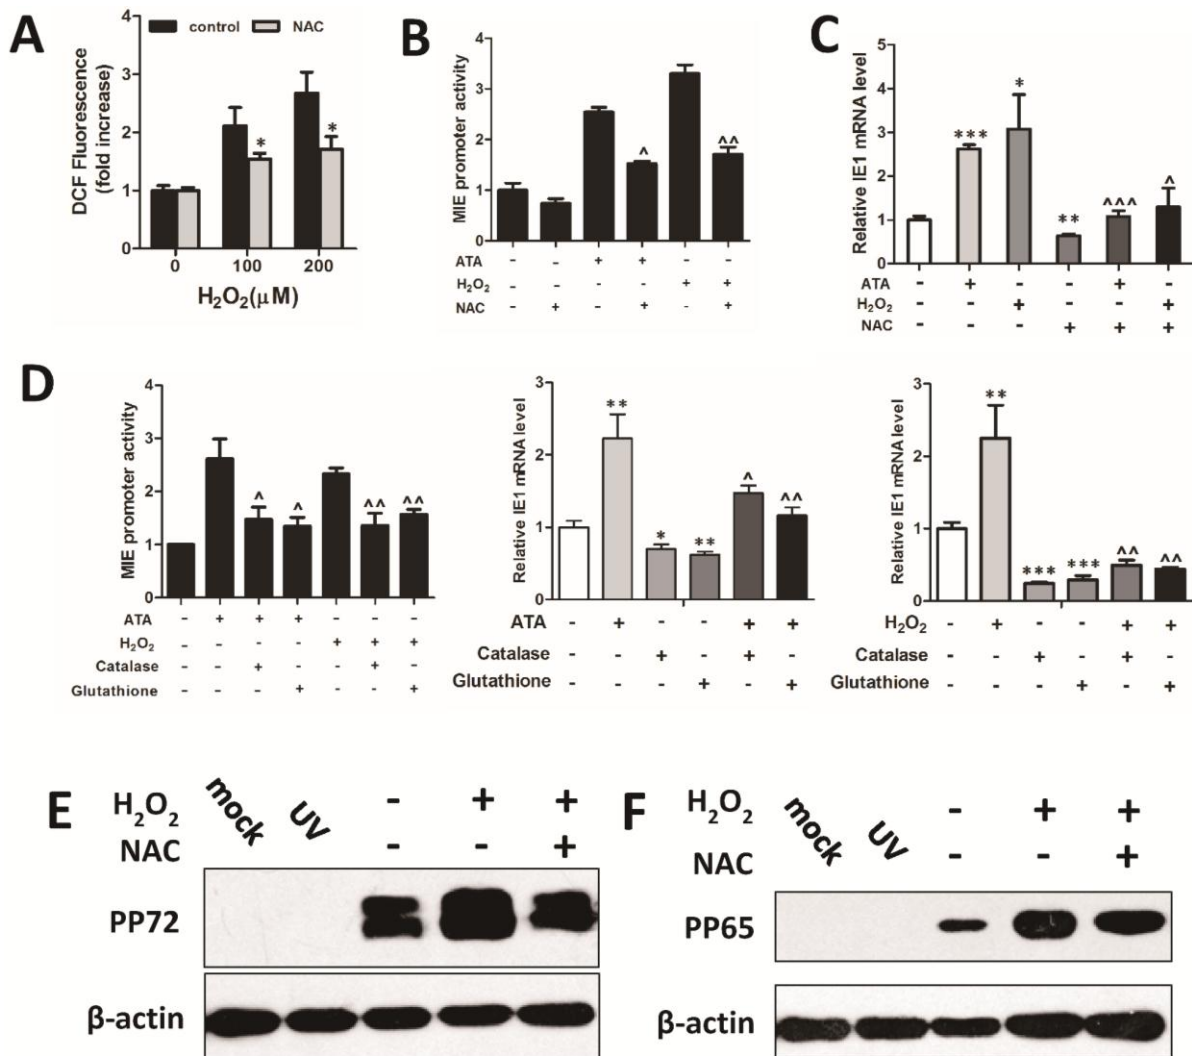 A
control NAC
DCF Fluorescence
(fold increase)
4
3
2
1
0
* *
0 100 200
H₂O₂(μM)
B
MIE promoter activity
4
3
2
1
0
^ ^^
ATA - - + + - -
H₂O₂ - - - - + +
NAC - + - + - +
C
Relative IE1 mRNA level
5
4
3
2
1
0
*** * ** ^^^ ^
ATA - + - - + -
H₂O₂ - - + - - +
NAC - - - + + +
D
MIE promoter activity
4
3
2
1
0
^ ^ ^^ ^^
ATA - + + + - - -
H₂O₂ - - - - + + +
Catalase - - + - - + -
Glutathione - - - + - - +
Relative IE1 mRNA level
3
2
1
0
** * ** ^ ^^
ATA - + - - + +
Catalase - - + - + -
Glutathione - - - + - +
Relative IE1 mRNA level
3
2
1
0
** *** *** ^^ ^^
H₂O₂ - + - - + +
Catalase - - + - + -
Glutathione - - - + - +
E
mock UV
H₂O₂ - + +
NAC - - +
PP72
β-actin
F
mock UV
H₂O₂ - + +
NAC - - +
PP65
β-actin